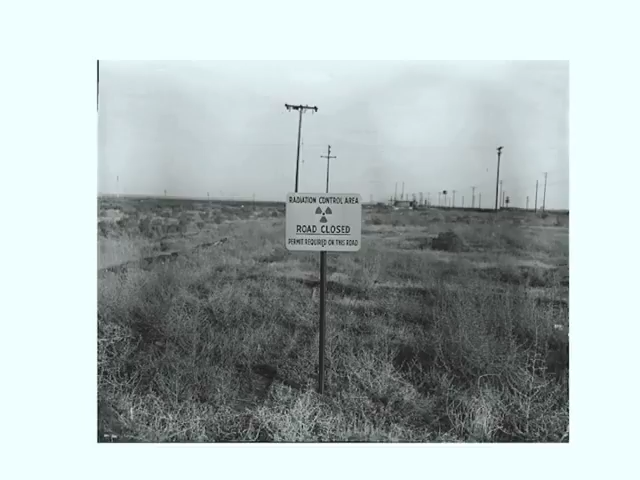 RADIATION CONTROL AREA
ROAD CLOSED
PERMIT REQUIRED ON THIS ROAD